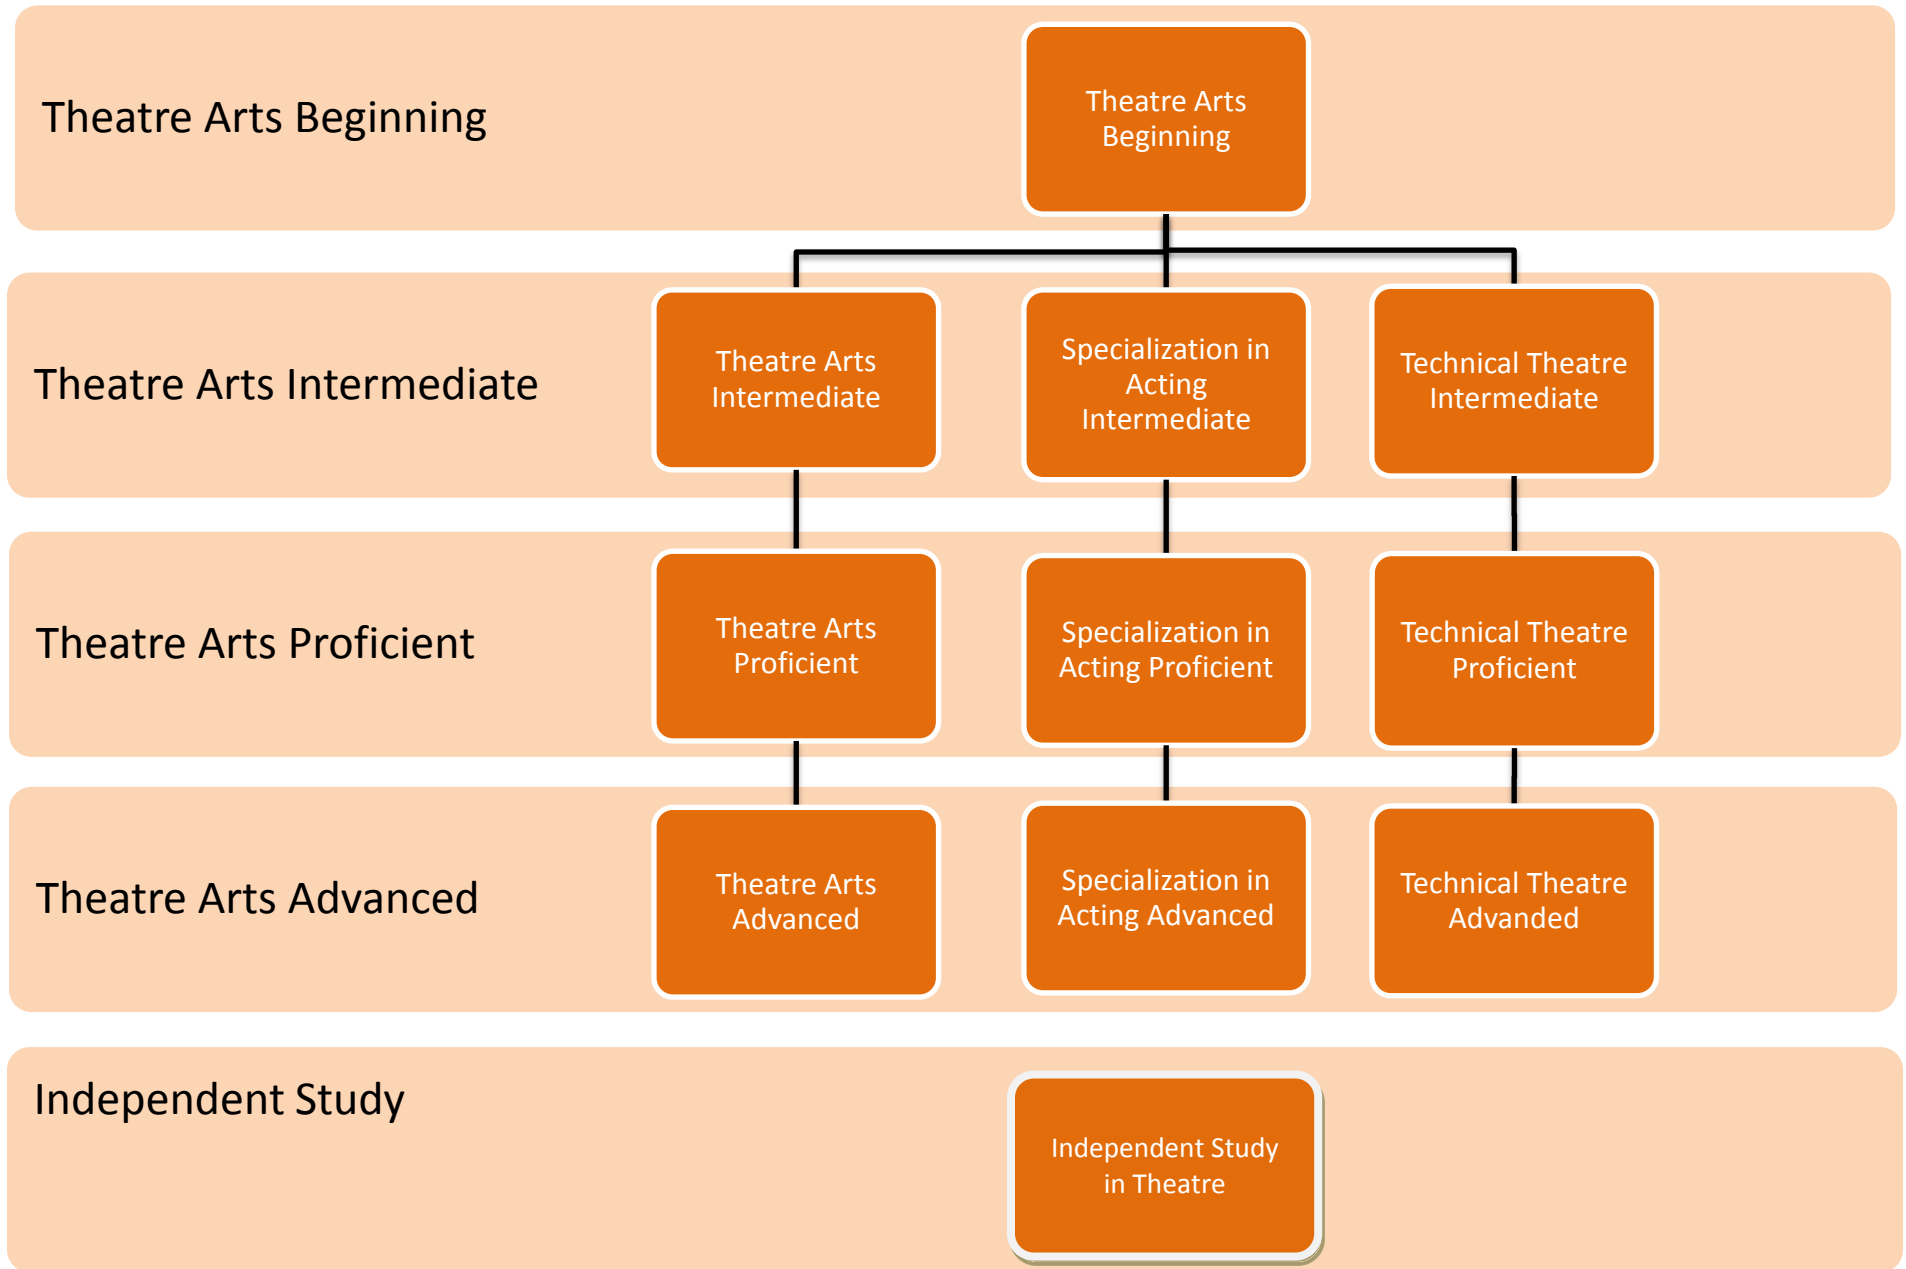 Theatre Arts Beginning
Theatre Arts
Beginning
Theatre Arts Intermediate
Theatre Arts
Intermediate
Specialization in
Acting
Intermediate
Technical Theatre
Intermediate
Theatre Arts Proficient
Theatre Arts
Proficient
Specialization in
Acting Proficient
Technical Theatre
Proficient
Theatre Arts Advanced
Theatre Arts
Advanced
Specialization in
Acting Advanced
Technical Theatre
Advanded
Independent Study
Independent Study
in Theatre